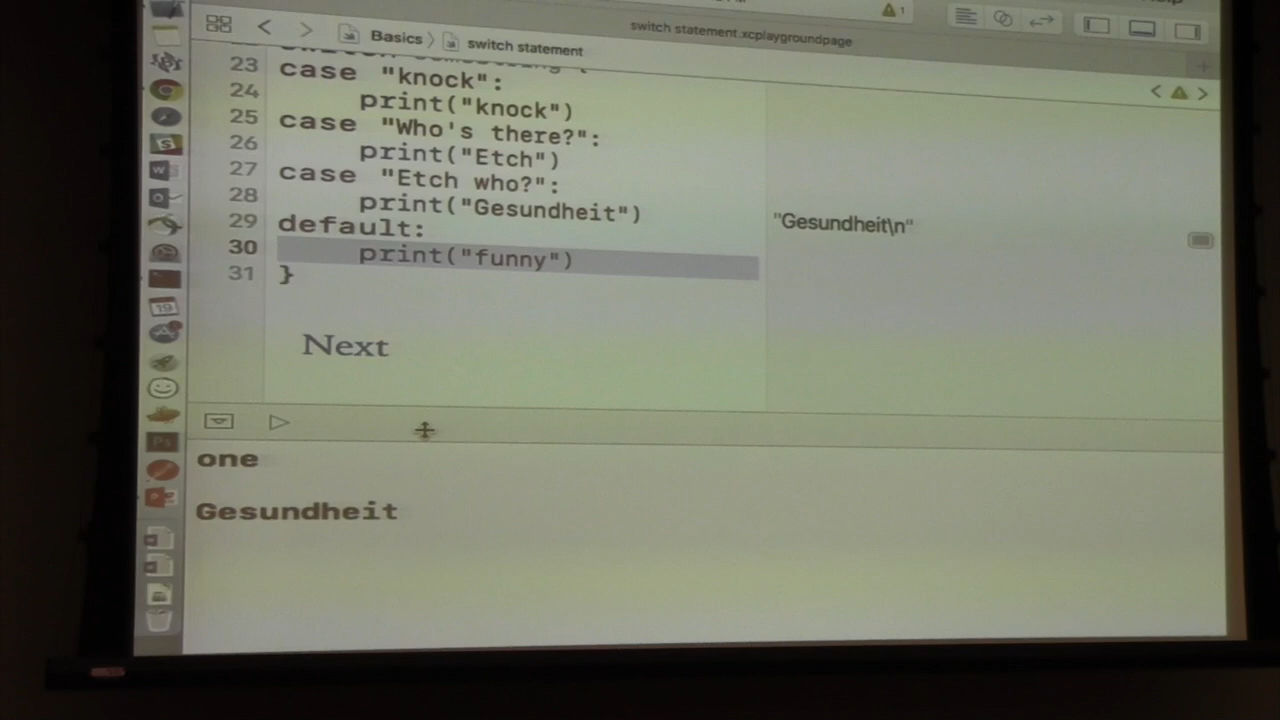 switch statement.xcplaygroundpage
Basics
switch statement
23 case "knock":
24 print("knock")
25 case "Who's there?":
26 print("Etch")
27 case "Etch who?":
28 print("Gesundheit")
29 default:
30 print("funny")
31 }
"Gesundheit\n"
Next
one
Gesundheit